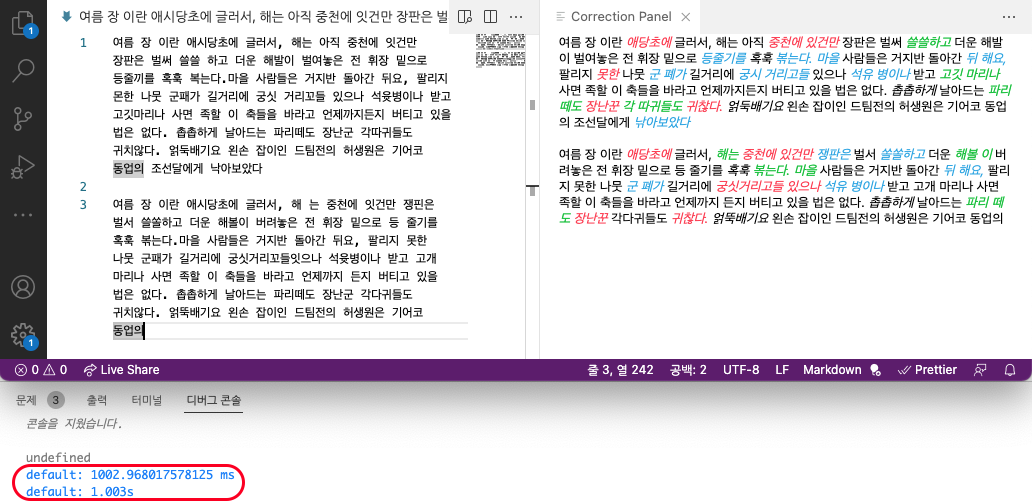 여름 장 이란 애시당초에 글러서, 해는 아직 중천에 잇건만 장판은 벌
Correction Panel
1 여름 장 이란 애시당초에 글러서, 해는 아직 중천에 잇건만
장판은 벌써 쓸쓸 하고 더운 해발이 벌여놓은 전 휘장 밑으로
등줄기를 훅훅 복는다.마을 사람들은 거지반 돌아간 뒤요, 팔리지
몯한 나뭇 군패가 길거리에 궁싯 거리꼬들 있으나 석윳병이나 받고
고깃마리나 사면 족할 이 축들을 바라고 언제까지든지 버티고 있을
법은 없다. 춥춥하게 날아드는 파리떼도 장난군 각따귀들도
귀치않다. 얽둑배기요 왼손 잡이인 드팀전의 허생원은 기어코
동업의 조선달에게 낙아보았다
2
3 여름 장 이란 애시당초에 글러서, 해 는 동안 중천에 잇건만 쟁핀은
벌서 쓸쓸하고 더운 해볼이 버려놓은 전 휘장 밑으로 등 줄기를
훅훅 볶는다.마을 사람들은 거지반 돌아간 뒤요, 팔리지 못한
나뭇 군패가 길거리에 궁싯거리꼬들잇으나 석윳병이나 받고 고개
마리나 사면 족할 이 축들을 바라고 언제까지 든지 버티고 있을
법은 없다. 춥춥하게 날아드는 파리떼도 장난군 각다귀들도
귀치않다. 얽뚝배기요 왼손 잡이인 드팀전의 허생원은 기어코
동업의
여름 장 이란 애당초에 글러서, 해는 아직 중천에 있건만 장판은 벌써 쓸쓸하고 더운 해발
이 벌여놓은 전 휘장 밑으로 등줄기를 훅훅 볶는다. 마을 사람들은 거지반 돌아간 뒤 해요,
팔리지 못한 나뭇 군 폐가 길거리에 궁시 거리고들 있으나 석유 병이나 받고 고깃 마리나
사면 족할 이 축들을 바라고 언제까지든지 버티고 있을 법은 없다. 춥춥하게 날아드는 파리
떼도 장난꾼 각 따귀들도 귀찮다. 얽둑배기요 왼손 잡이인 드팀전의 허생원은 기어코 동업
의 조선달에게 낚아보았다
여름 장 이란 애당초에 글러서, 해는 중천에 있건만 쟁판은 벌서 쓸쓸하고 더운 해볼 이 버
려놓은 전 휘장 밑으로 등 줄기를 훅훅 볶는다. 마을 사람들은 거지반 돌아간 뒤 해요, 팔리
지 못한 나뭇 군 폐가 길거리에 궁싯거리고들 있으나 석유 병이나 받고 고개 마리나 사면
족할 이 축들을 바라고 언제까지 든지 버티고 있을 법은 없다. 춥춥하게 날아드는 파리 떼
도 장난꾼 각다귀들도 귀찮다. 얽뚝배기요 왼손 잡이인 드팀전의 허생원은 기어코 동업의
0 0 Live Share 줄 3, 열 242 공백: 2 UTF-8 LF Markdown Prettier
문제 3 출력 터미널 디버그 콘솔
콘솔을 지웠습니다.
undefined
default: 1002.968017578125 ms
default: 1.003s